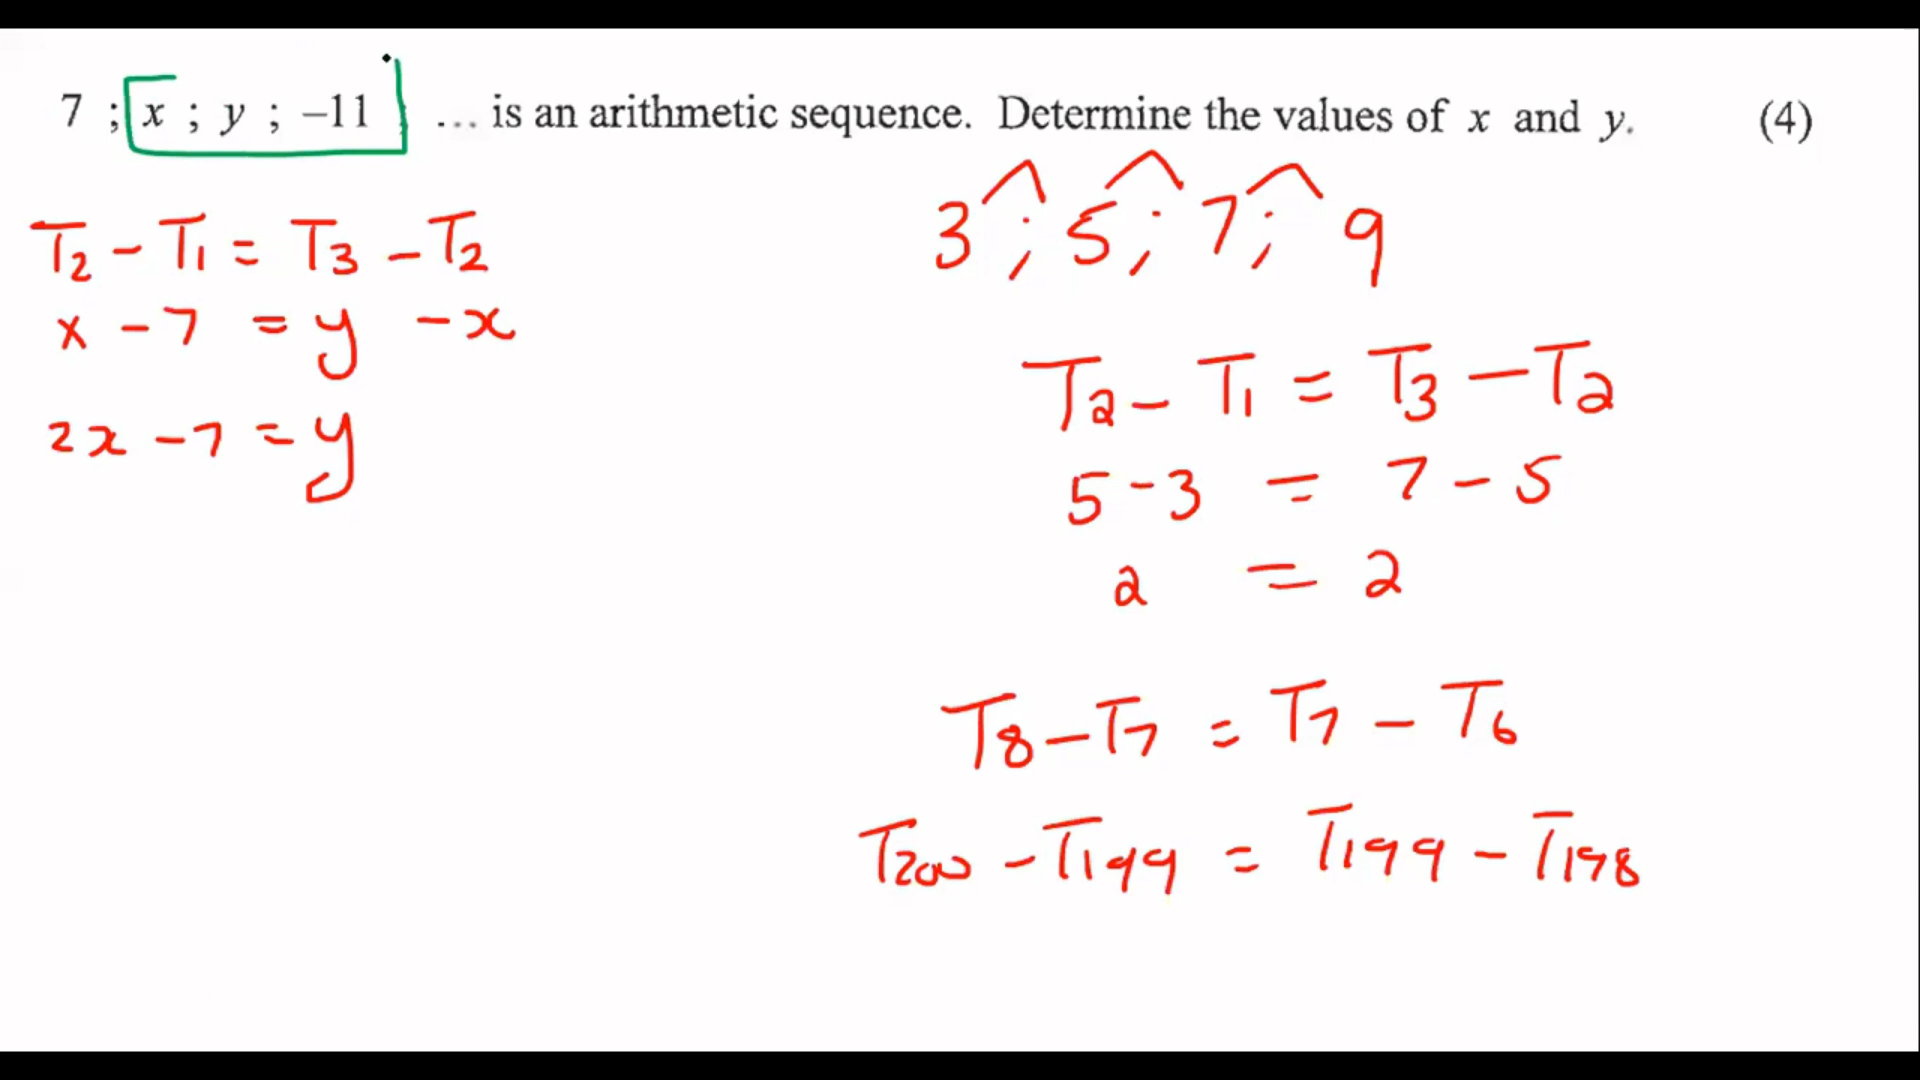 7 ; x ; y ; –11 ... is an arithmetic sequence. Determine the values of x and y. (4)
T2 - T1 = T3 - T2
x - 7 = y - x
2x - 7 = y
3 ; 5 ; 7 ; 9
T2 - T1 = T3 - T2
5 - 3 = 7 - 5
2 = 2
T8 - T7 = T7 - T6
T200 - T199 = T199 - T198